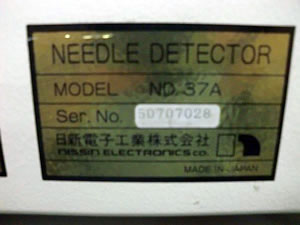 NEEDLE DETECTOR
MODEL ND 37A
Ser. No. 50707028
日新電子工業株式会社
NISSIN ELECTRONICS CO.
MADE IN JAPAN